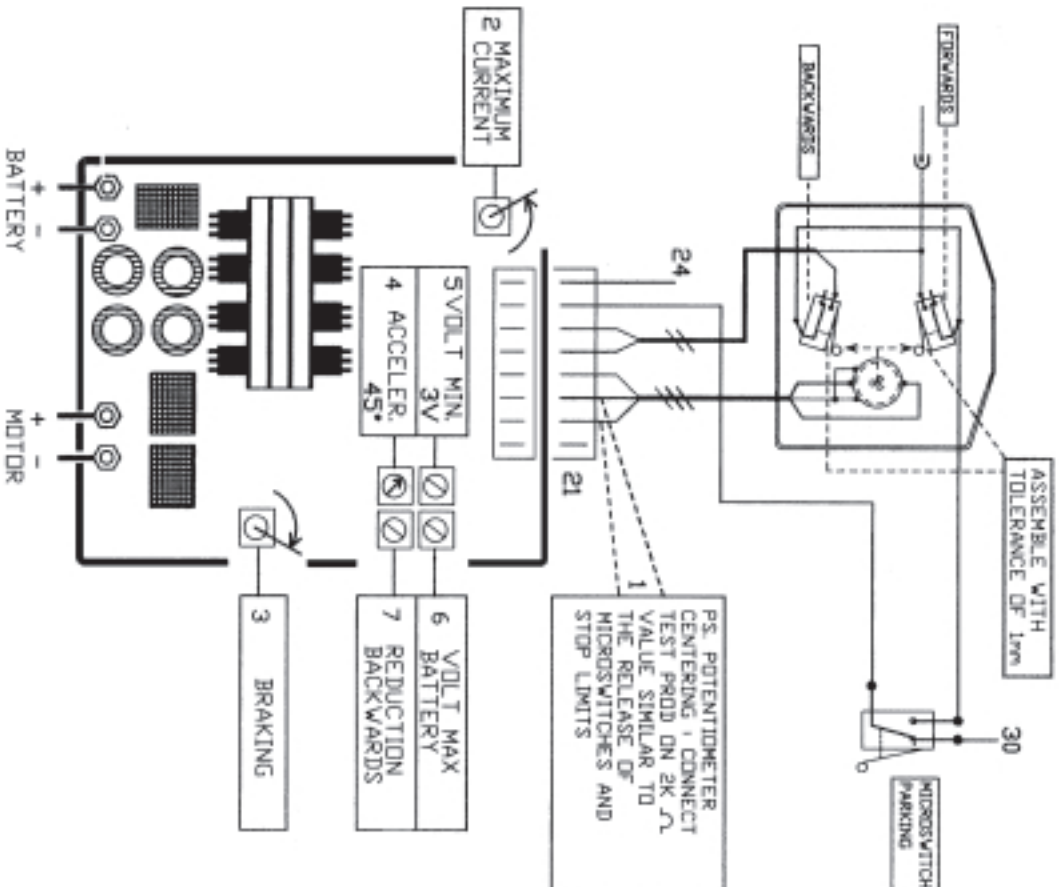 FORWARDS
BACKWARDS
2 MAXIMUM
CURRENT
24
21
ASSEMBLE WITH
TOLERANCE OF 1mm
30
MICROSWITCH
PARKING
1
PS. POTENTIOMETER
CENTERING : CONNECT
TEST PROD ON 2K Ω
VALUE SIMILAR TO
THE RELEASE OF
MICROSWITCHES AND
STOP LIMITS
5 VOLT MIN.
3V
4 ACCELER.
45°
6 VOLT MAX
BATTERY
7 REDUCTION
BACKWARDS
3 BRAKING
BATTERY
+ -
MOTOR
+ -